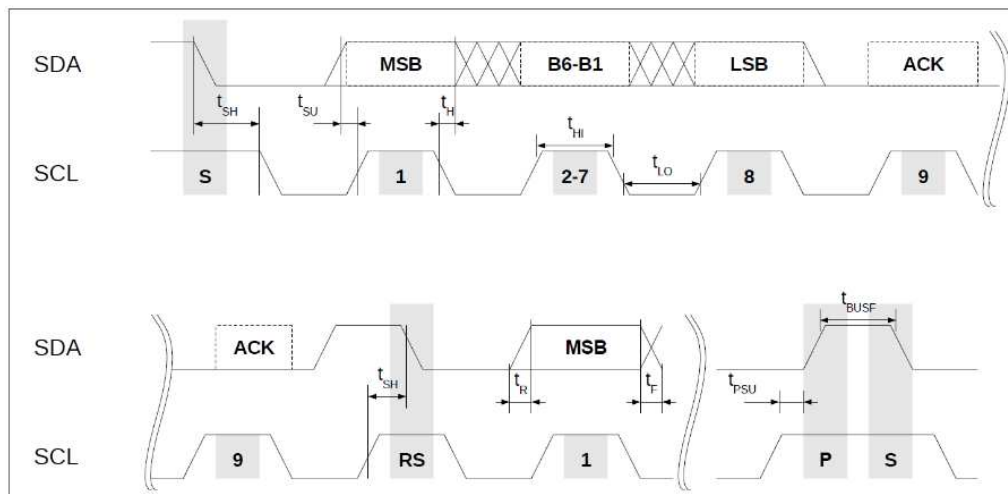 SDA MSB B6-B1 LSB ACK
tSH tSU tH tHI tLO
SCL S 1 2-7 8 9
tBUSF
SDA ACK MSB
tSH tR tF tPSU
SCL 9 RS 1 P S